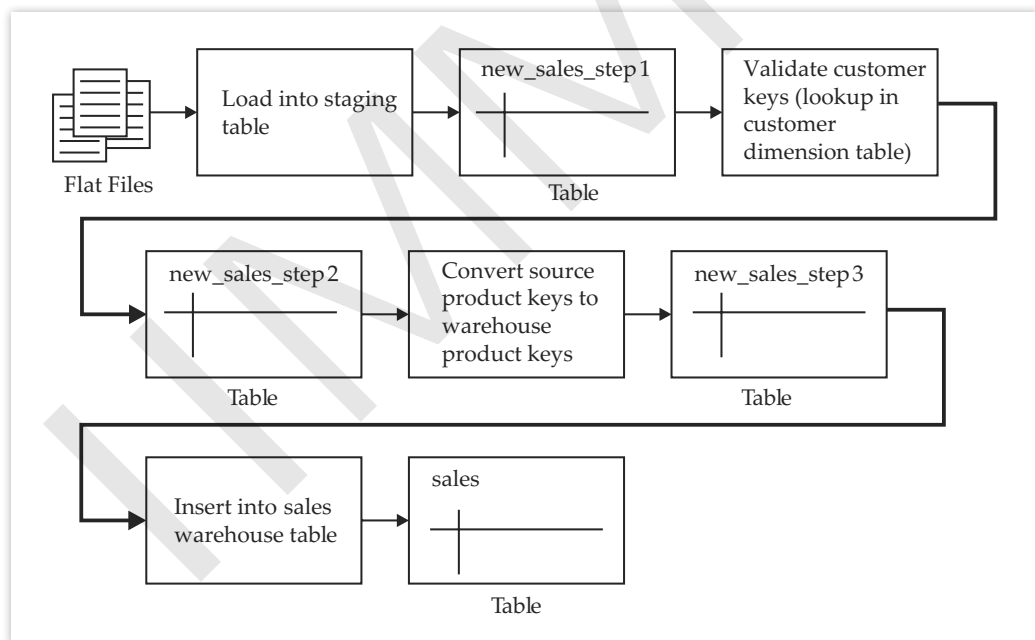 Flat Files
Load into staging
table
new_sales_step1
Table
Validate customer
keys (lookup in
customer
dimension table)
new_sales_step2
Table
Convert source
product keys to
warehouse
product keys
new_sales_step3
Table
Insert into sales
warehouse table
sales
Table